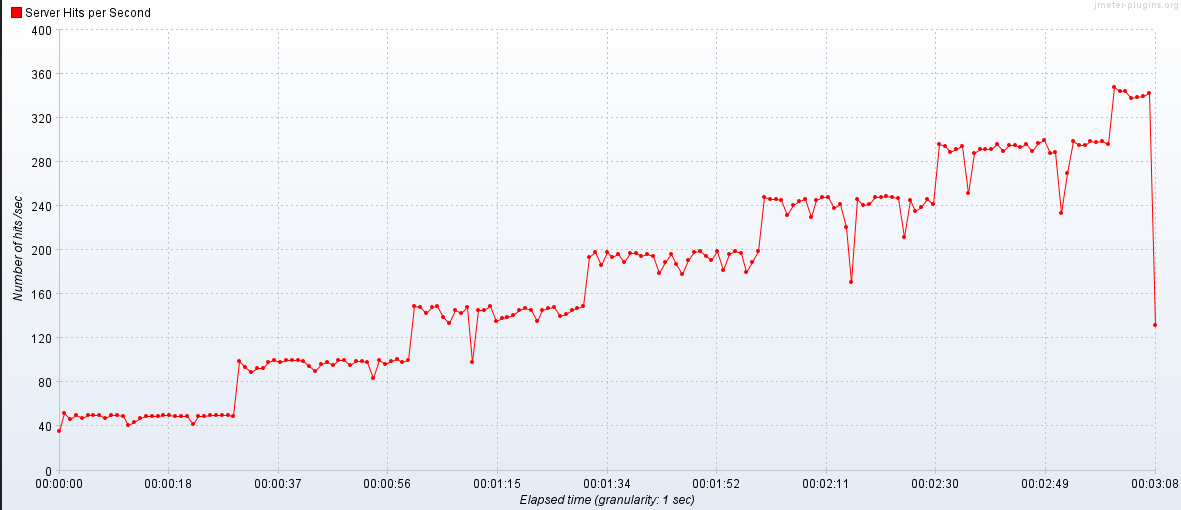 Server Hits per Second
jmeter-plugins.org
400
360
320
280
240
200
160
120
80
40
0
Number of hits /sec
00:00:00 00:00:18 00:00:37 00:00:56 00:01:15 00:01:34 00:01:52 00:02:11 00:02:30 00:02:49 00:03:08
Elapsed time (granularity: 1 sec)